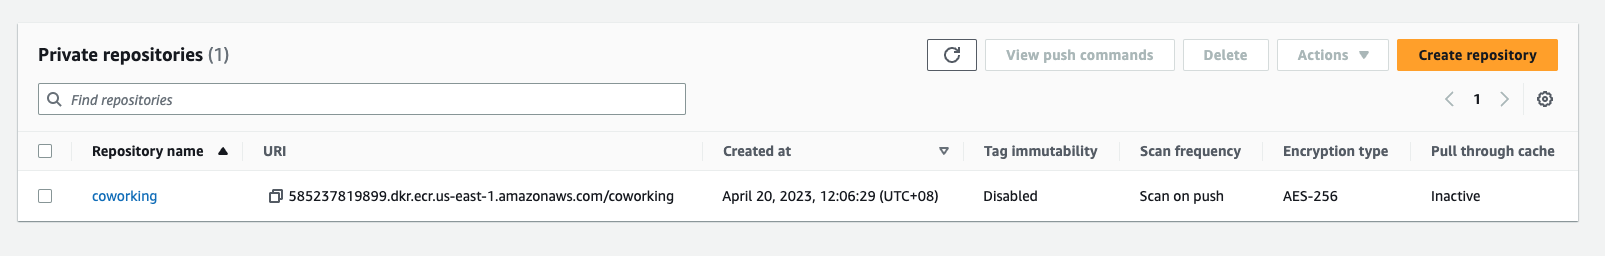 Private repositories (1)
View push commands
Delete
Actions
Create repository
Find repositories
1
Repository name URI Created at Tag immutability Scan frequency Encryption type Pull through cache
coworking 585237819899.dkr.ecr.us-east-1.amazonaws.com/coworking April 20, 2023, 12:06:29 (UTC+08) Disabled Scan on push AES-256 Inactive